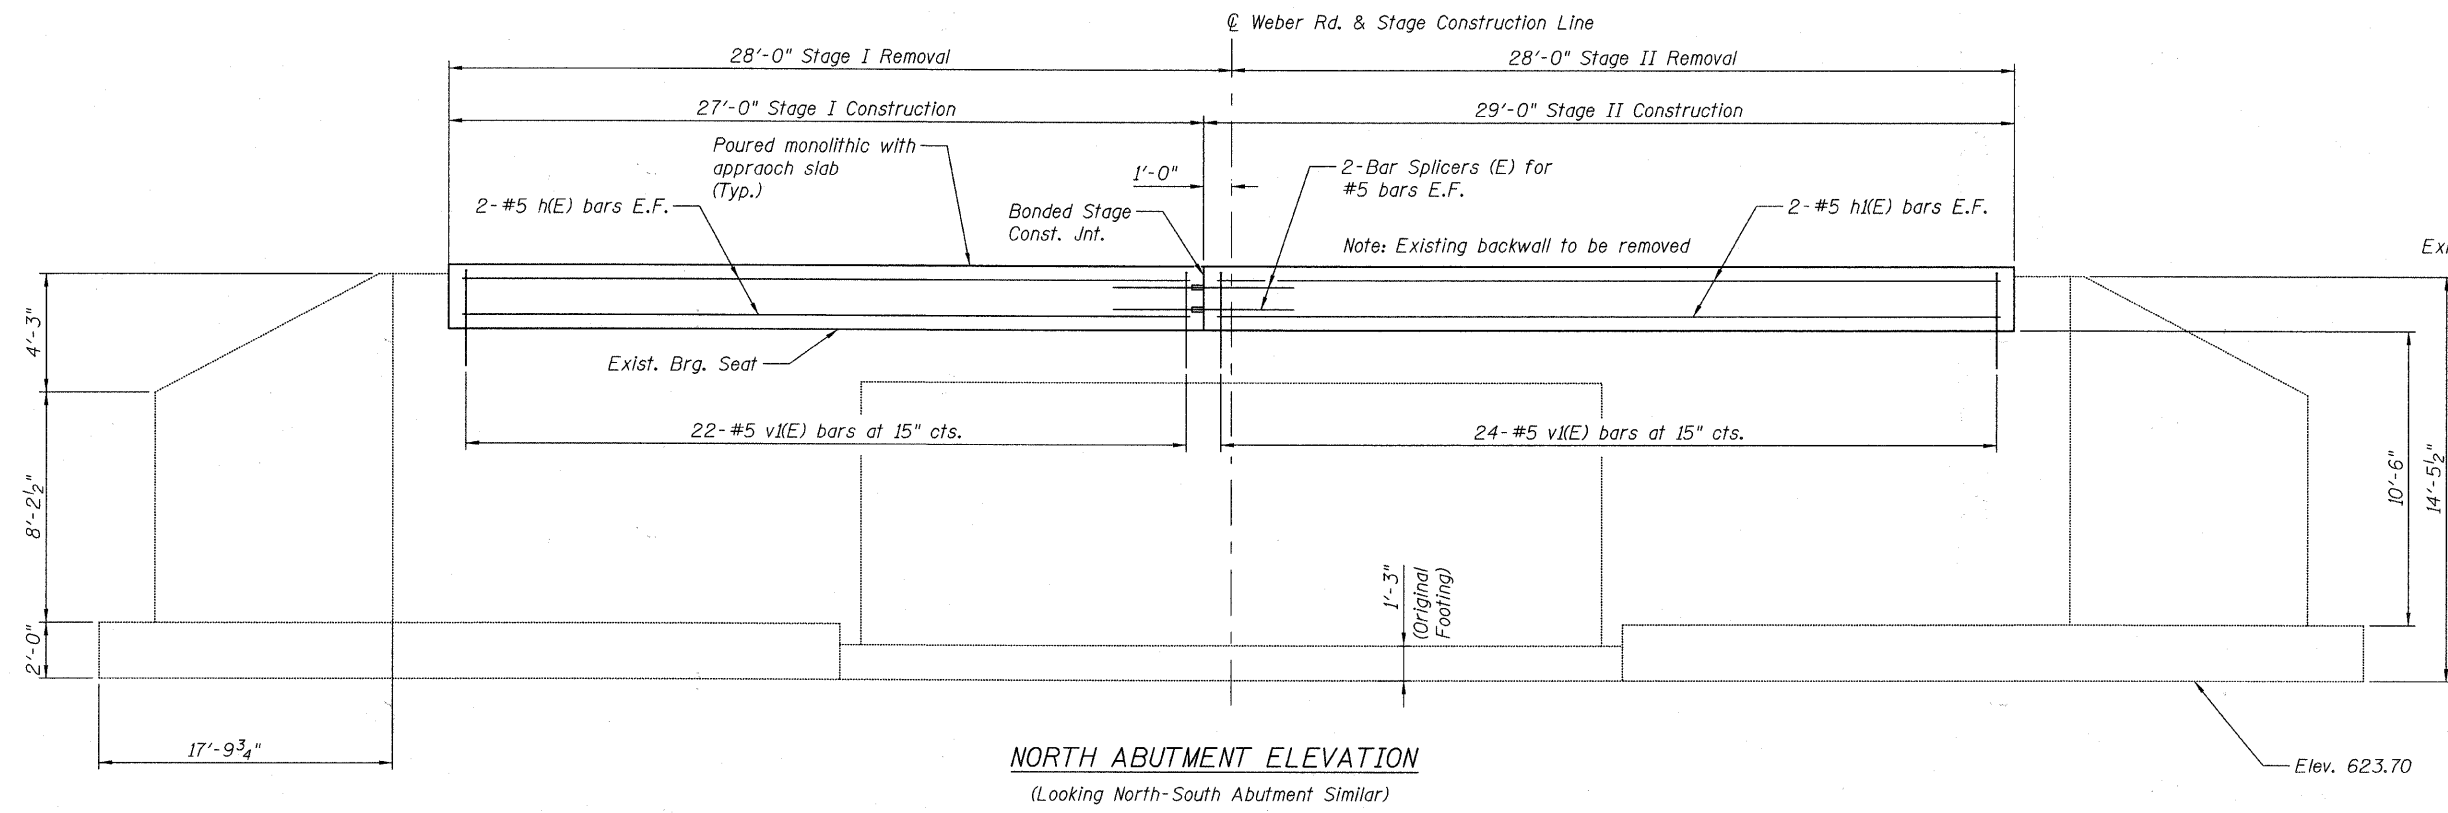 ℄ Weber Rd. & Stage Construction Line
28'-0" Stage I Removal
28'-0" Stage II Removal
27'-0" Stage I Construction
29'-0" Stage II Construction
Poured monolithic with
appraoch slab
(Typ.)
1'-0"
2-Bar Splicers (E) for
#5 bars E.F.
2-#5 h(E) bars E.F.
Bonded Stage
Const. Jnt.
2-#5 h1(E) bars E.F.
Note: Existing backwall to be removed
4'-3"
Exist. Brg. Seat
22-#5 v1(E) bars at 15" cts.
24-#5 v1(E) bars at 15" cts.
8'-2½"
10'-6"
14'-5½"
2'-0"
1'-3"
(Original
Footing)
17'-9¾"
NORTH ABUTMENT ELEVATION
(Looking North-South Abutment Similar)
Elev. 623.70